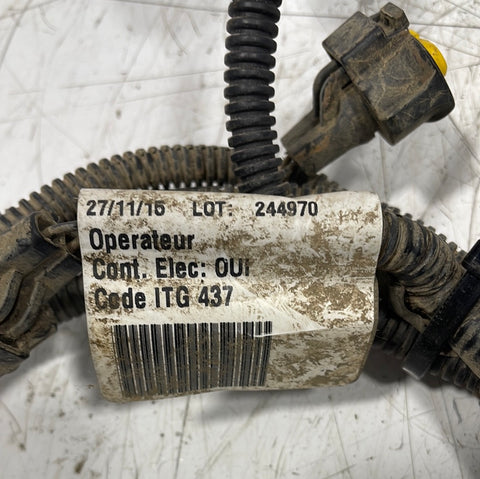 27/11/15 LOT: 244970
Operateur
Cont. Elec: OUI
Code ITG 437